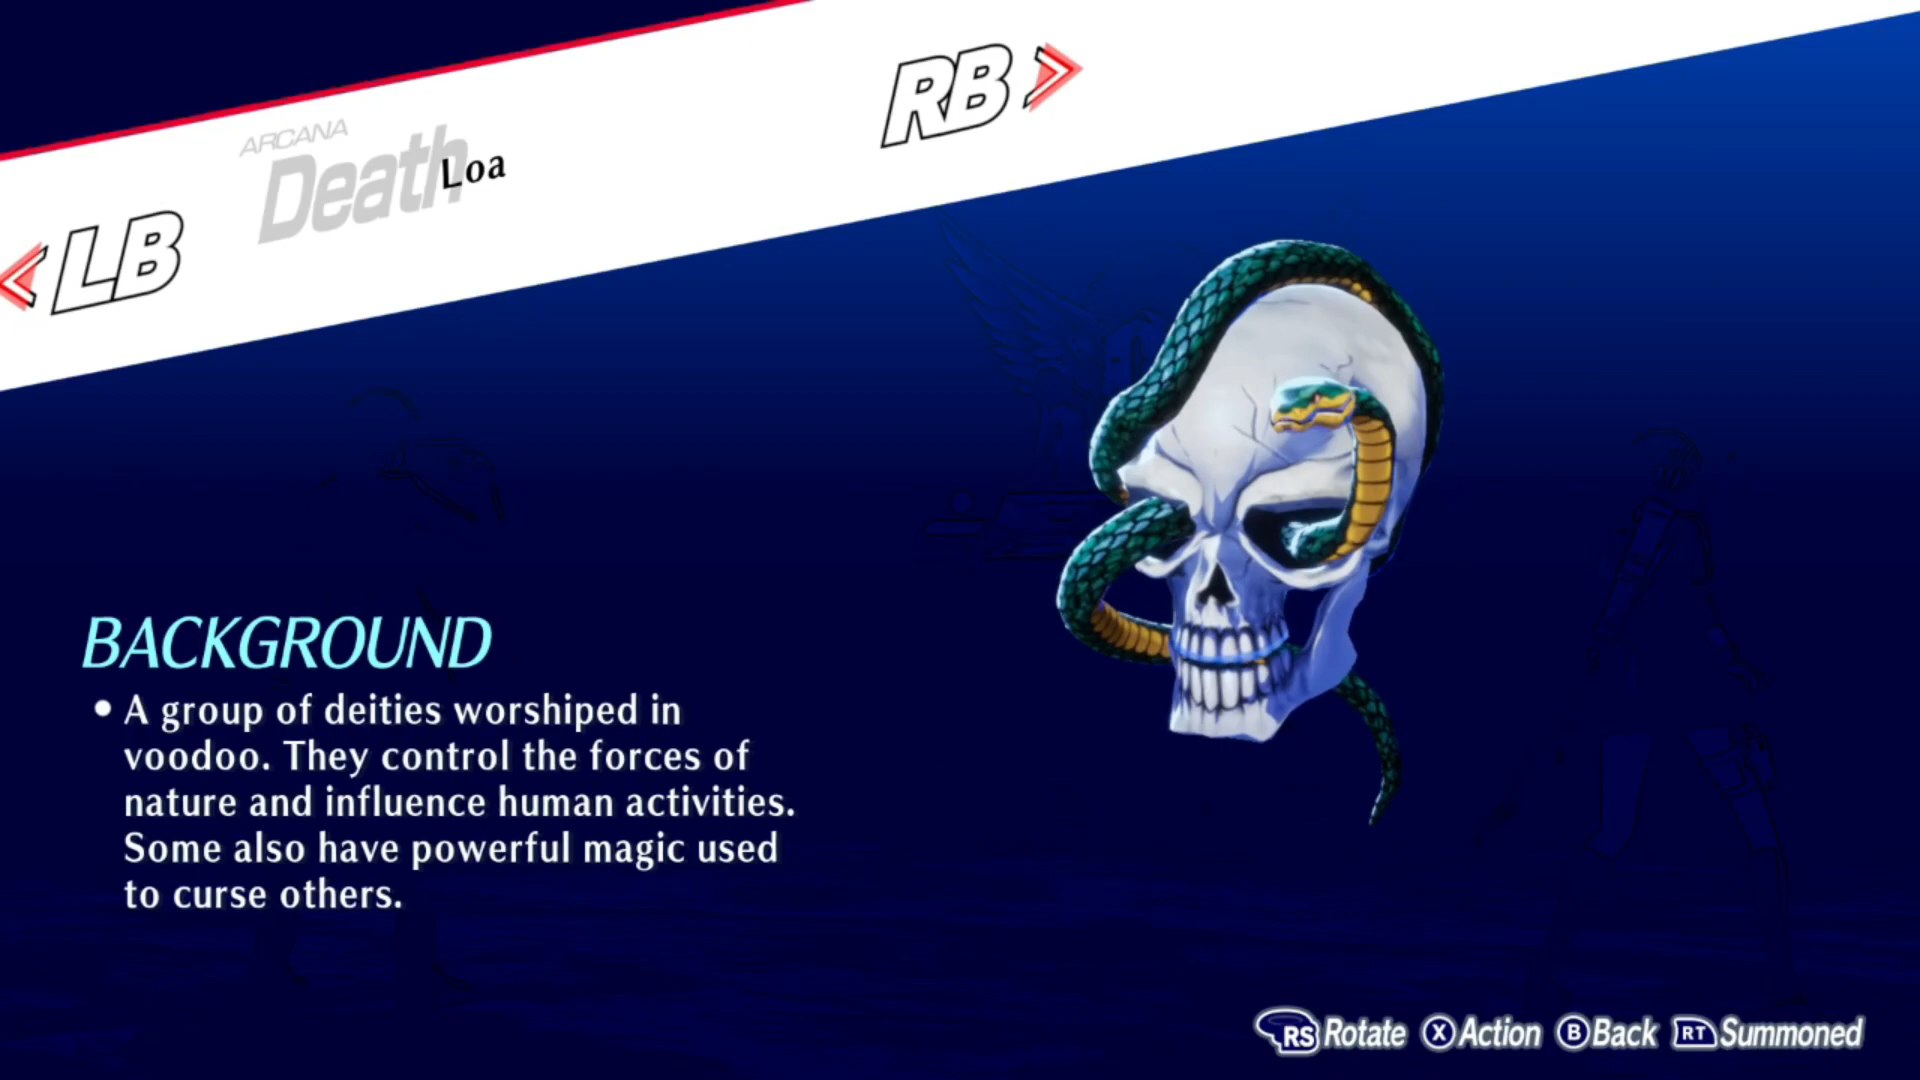 RB
ARCANA
Death
Loa
LB
BACKGROUND
• A group of deities worshiped in
voodoo. They control the forces of
nature and influence human activities.
Some also have powerful magic used
to curse others.
RS Rotate X Action B Back RT Summoned